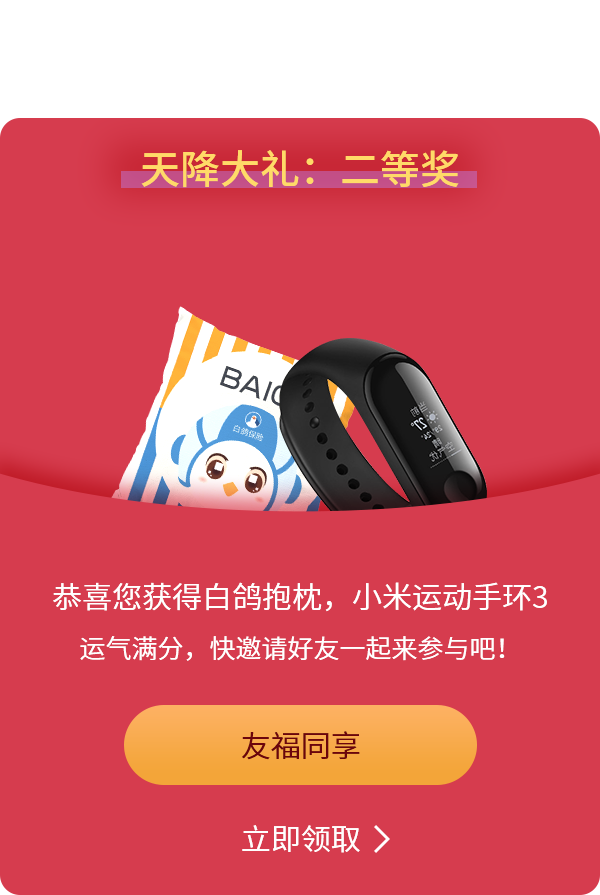 天降大礼：二等奖
BAIG
白鸽保险
恭喜您获得白鸽抱枕，小米运动手环3
运气满分，快邀请好友一起来参与吧！
友福同享
立即领取